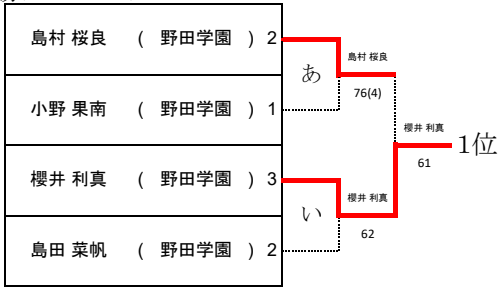 島村 桜良 ( 野田学園 ) 2
小野 果南 ( 野田学園 ) 1
櫻井 利真 ( 野田学園 ) 3
島田 菜帆 ( 野田学園 ) 2
あ
島村 桜良
76(4)
い
櫻井 利真
62
櫻井 利真
61
1位